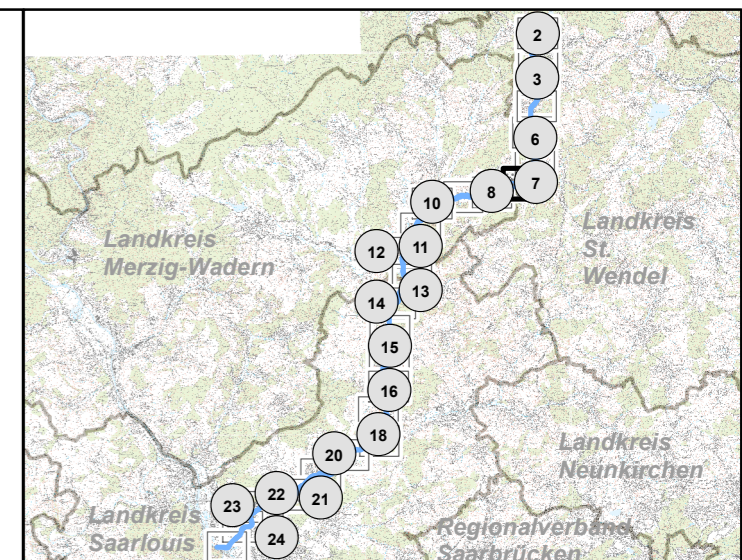 2
3
6
7
8
10
Landkreis
St.
Wendel
Landkreis
Merzig-Wadern
11
12
13
14
15
16
18
Landkreis
Neunkirchen
20
21
22
23
Landkreis
Saarlouis
24
Regionalverband
Saarbrücken